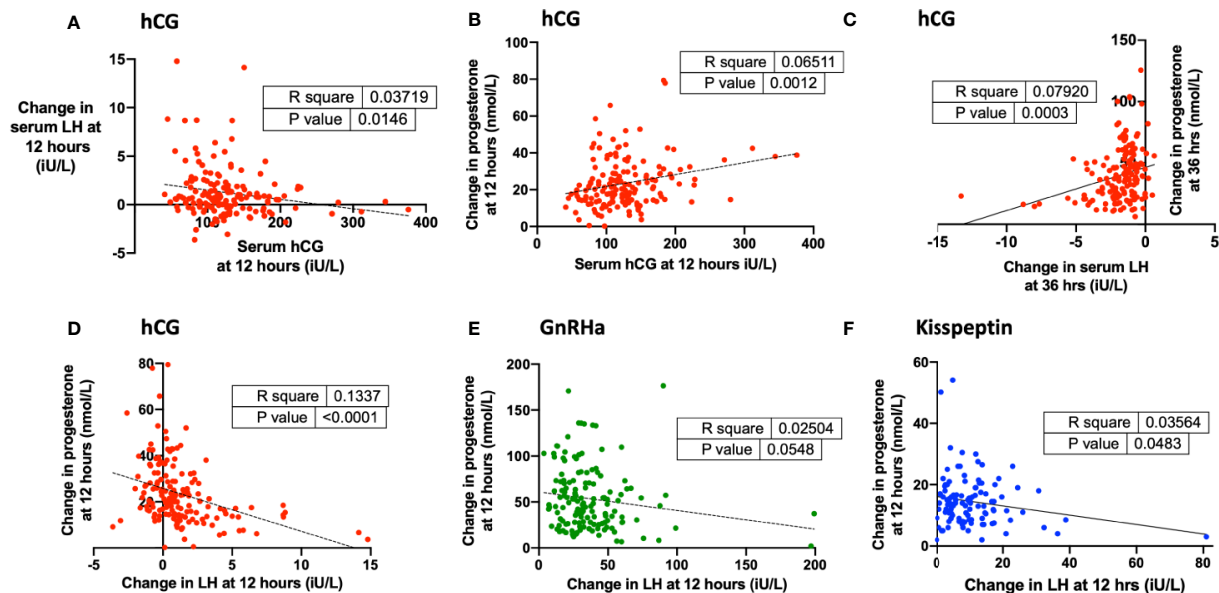 A
hCG
15
10
5
0
-5
100
200
300
400
Change in
serum LH at
12 hours
(iU/L)
R square 0.03719
P value 0.0146
Serum hCG
at 12 hours (iU/L)
B
hCG
100
80
60
40
20
0
0
100
200
300
400
Change in progesterone
at 12 hours (nmol/L)
R square 0.06511
P value 0.0012
Serum hCG at 12 hours iU/L)
C
hCG
150
100
50
-15
-10
-5
0
5
R square 0.07920
P value 0.0003
Change in progesterone
at 36 hrs (nmol/L)
Change in serum LH
at 36 hrs (iU/L)
D
hCG
80
60
40
20
-5
0
5
10
15
Change in progesterone
at 12 hours (nmol/L)
R square 0.1337
P value <0.0001
Change in LH at 12 hours (iU/L)
E
GnRHa
200
150
100
50
0
0
50
100
150
200
Change in progesterone
at 12 hours (nmol/L)
R square 0.02504
P value 0.0548
Change in LH at 12 hours (iU/L)
F
Kisspeptin
60
40
20
0
0
20
40
60
80
Change in progesterone
at 12 hours (nmol/L)
R square 0.03564
P value 0.0483
Change in LH at 12 hrs (iU/L)